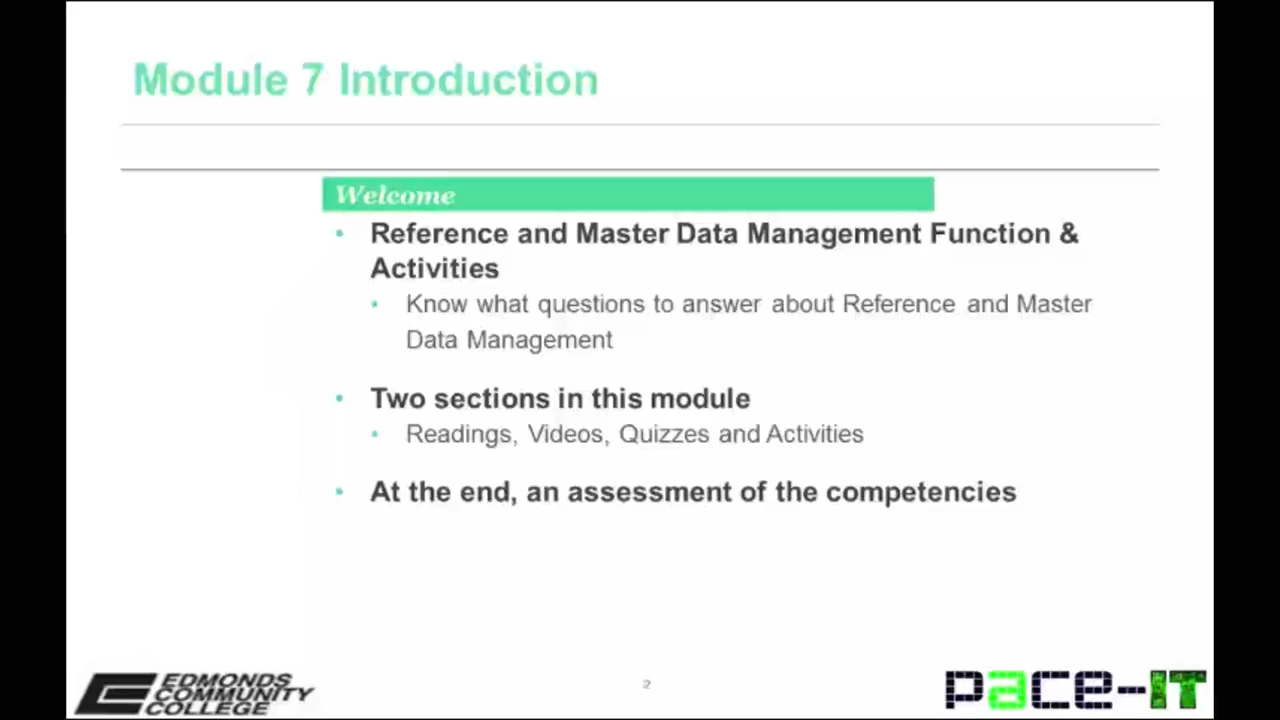 Module 7 Introduction
Welcome
• Reference and Master Data Management Function &
Activities
• Know what questions to answer about Reference and Master
Data Management
• Two sections in this module
• Readings, Videos, Quizzes and Activities
• At the end, an assessment of the competencies
EDMONDS
COMMUNITY
COLLEGE
2
pace-IT